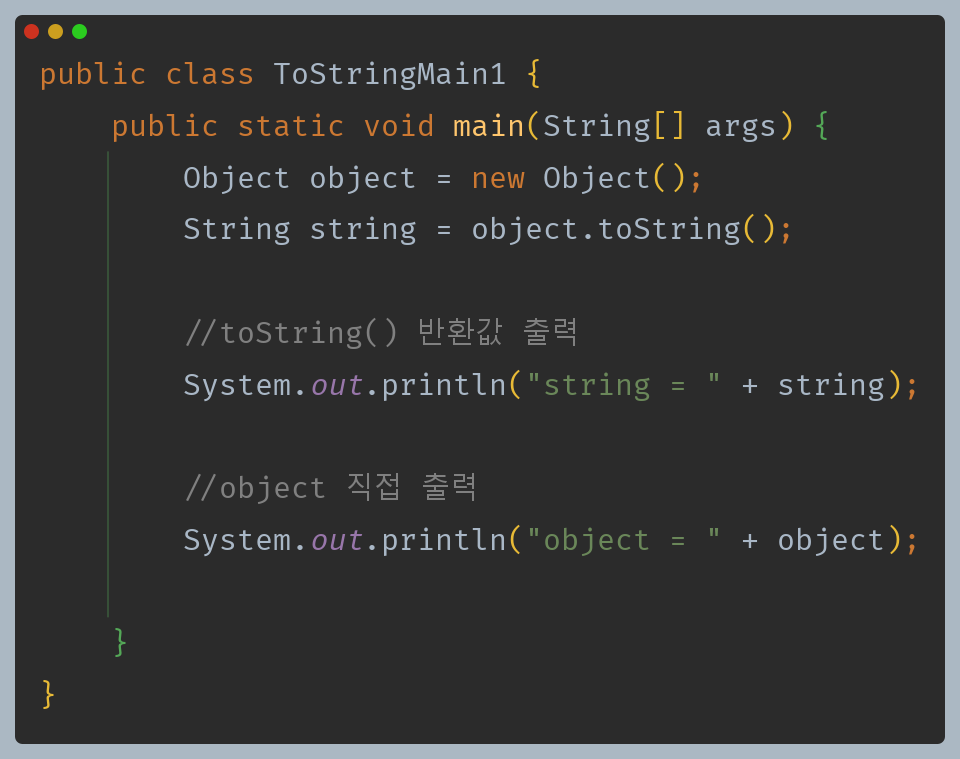 public class ToStringMain1 {
    public static void main(String[] args) {
        Object object = new Object();
        String string = object.toString();
        //toString() 반환값 출력
        System.out.println("string = " + string);
        //object 직접 출력
        System.out.println("object = " + object);
    }
}